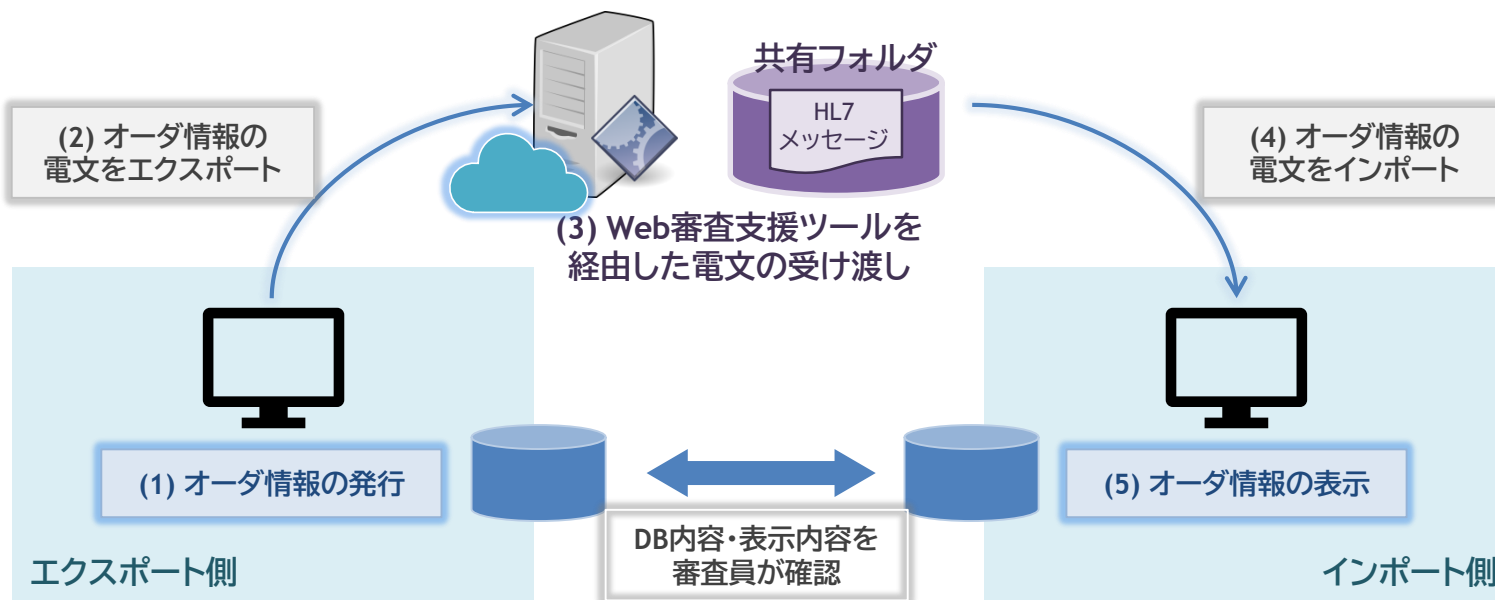 共有フォルダ
HL7
メッセージ
(2) オーダ情報の
電文をエクスポート
(4) オーダ情報の
電文をインポート
(3) Web審査支援ツールを
経由した電文の受け渡し
(1) オーダ情報の発行
(5) オーダ情報の表示
DB内容・表示内容を
審査員が確認
エクスポート側
インポート側